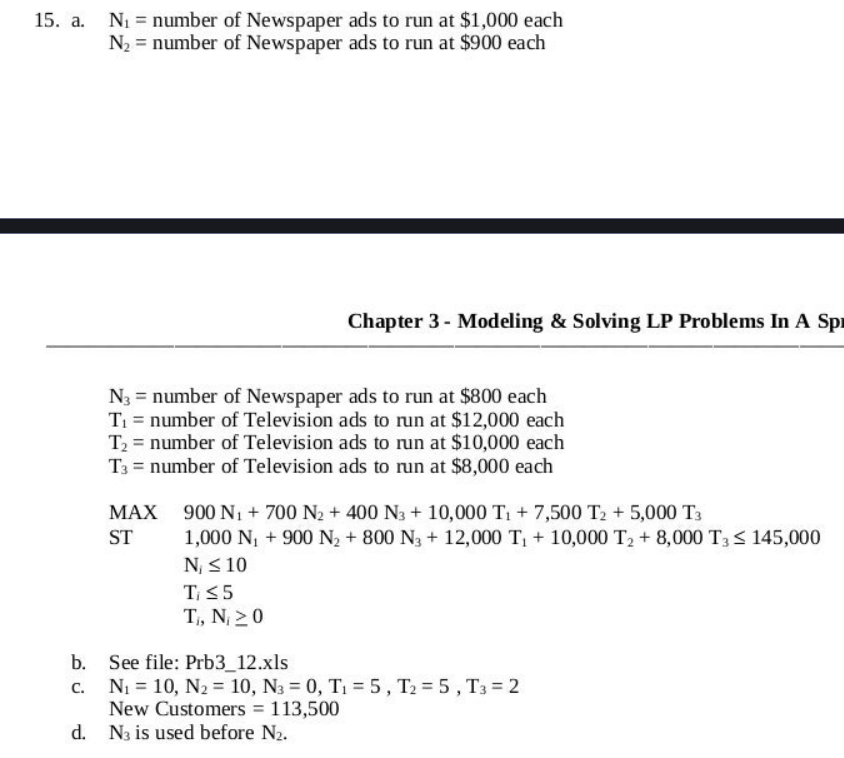 15. a. N₁ = number of Newspaper ads to run at $1,000 each
N₂ = number of Newspaper ads to run at $900 each
Chapter 3 - Modeling & Solving LP Problems In A Spr
N₃ = number of Newspaper ads to run at $800 each
T₁ = number of Television ads to run at $12,000 each
T₂ = number of Television ads to run at $10,000 each
T₃ = number of Television ads to run at $8,000 each
MAX 900 N₁ + 700 N₂ + 400 N₃ + 10,000 T₁ + 7,500 T₂ + 5,000 T₃
ST 1,000 N₁ + 900 N₂ + 800 N₃ + 12,000 T₁ + 10,000 T₂ + 8,000 T₃ ≤ 145,000
Nᵢ ≤ 10
Tᵢ ≤ 5
Tᵢ, Nᵢ ≥ 0
b. See file: Prb3_12.xls
c. N₁ = 10, N₂ = 10, N₃ = 0, T₁ = 5 , T₂ = 5 , T₃ = 2
New Customers = 113,500
d. N₃ is used before N₂.